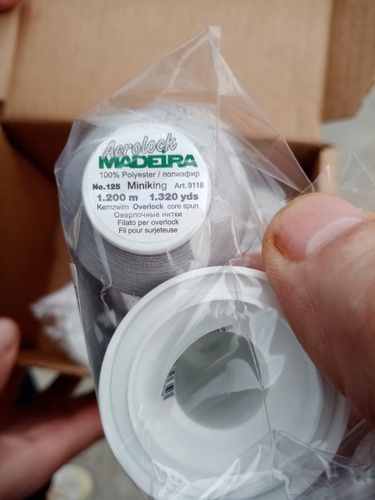 Aerolock
MADEIRA
100% Polyester / полиэфир
No.125 Miniking Art.9118
1.200 m 1.320 yds
Kernzwirn Overlock core spun
Оверлочные нитки
Filato per overlock
Fil pour surjeteuse